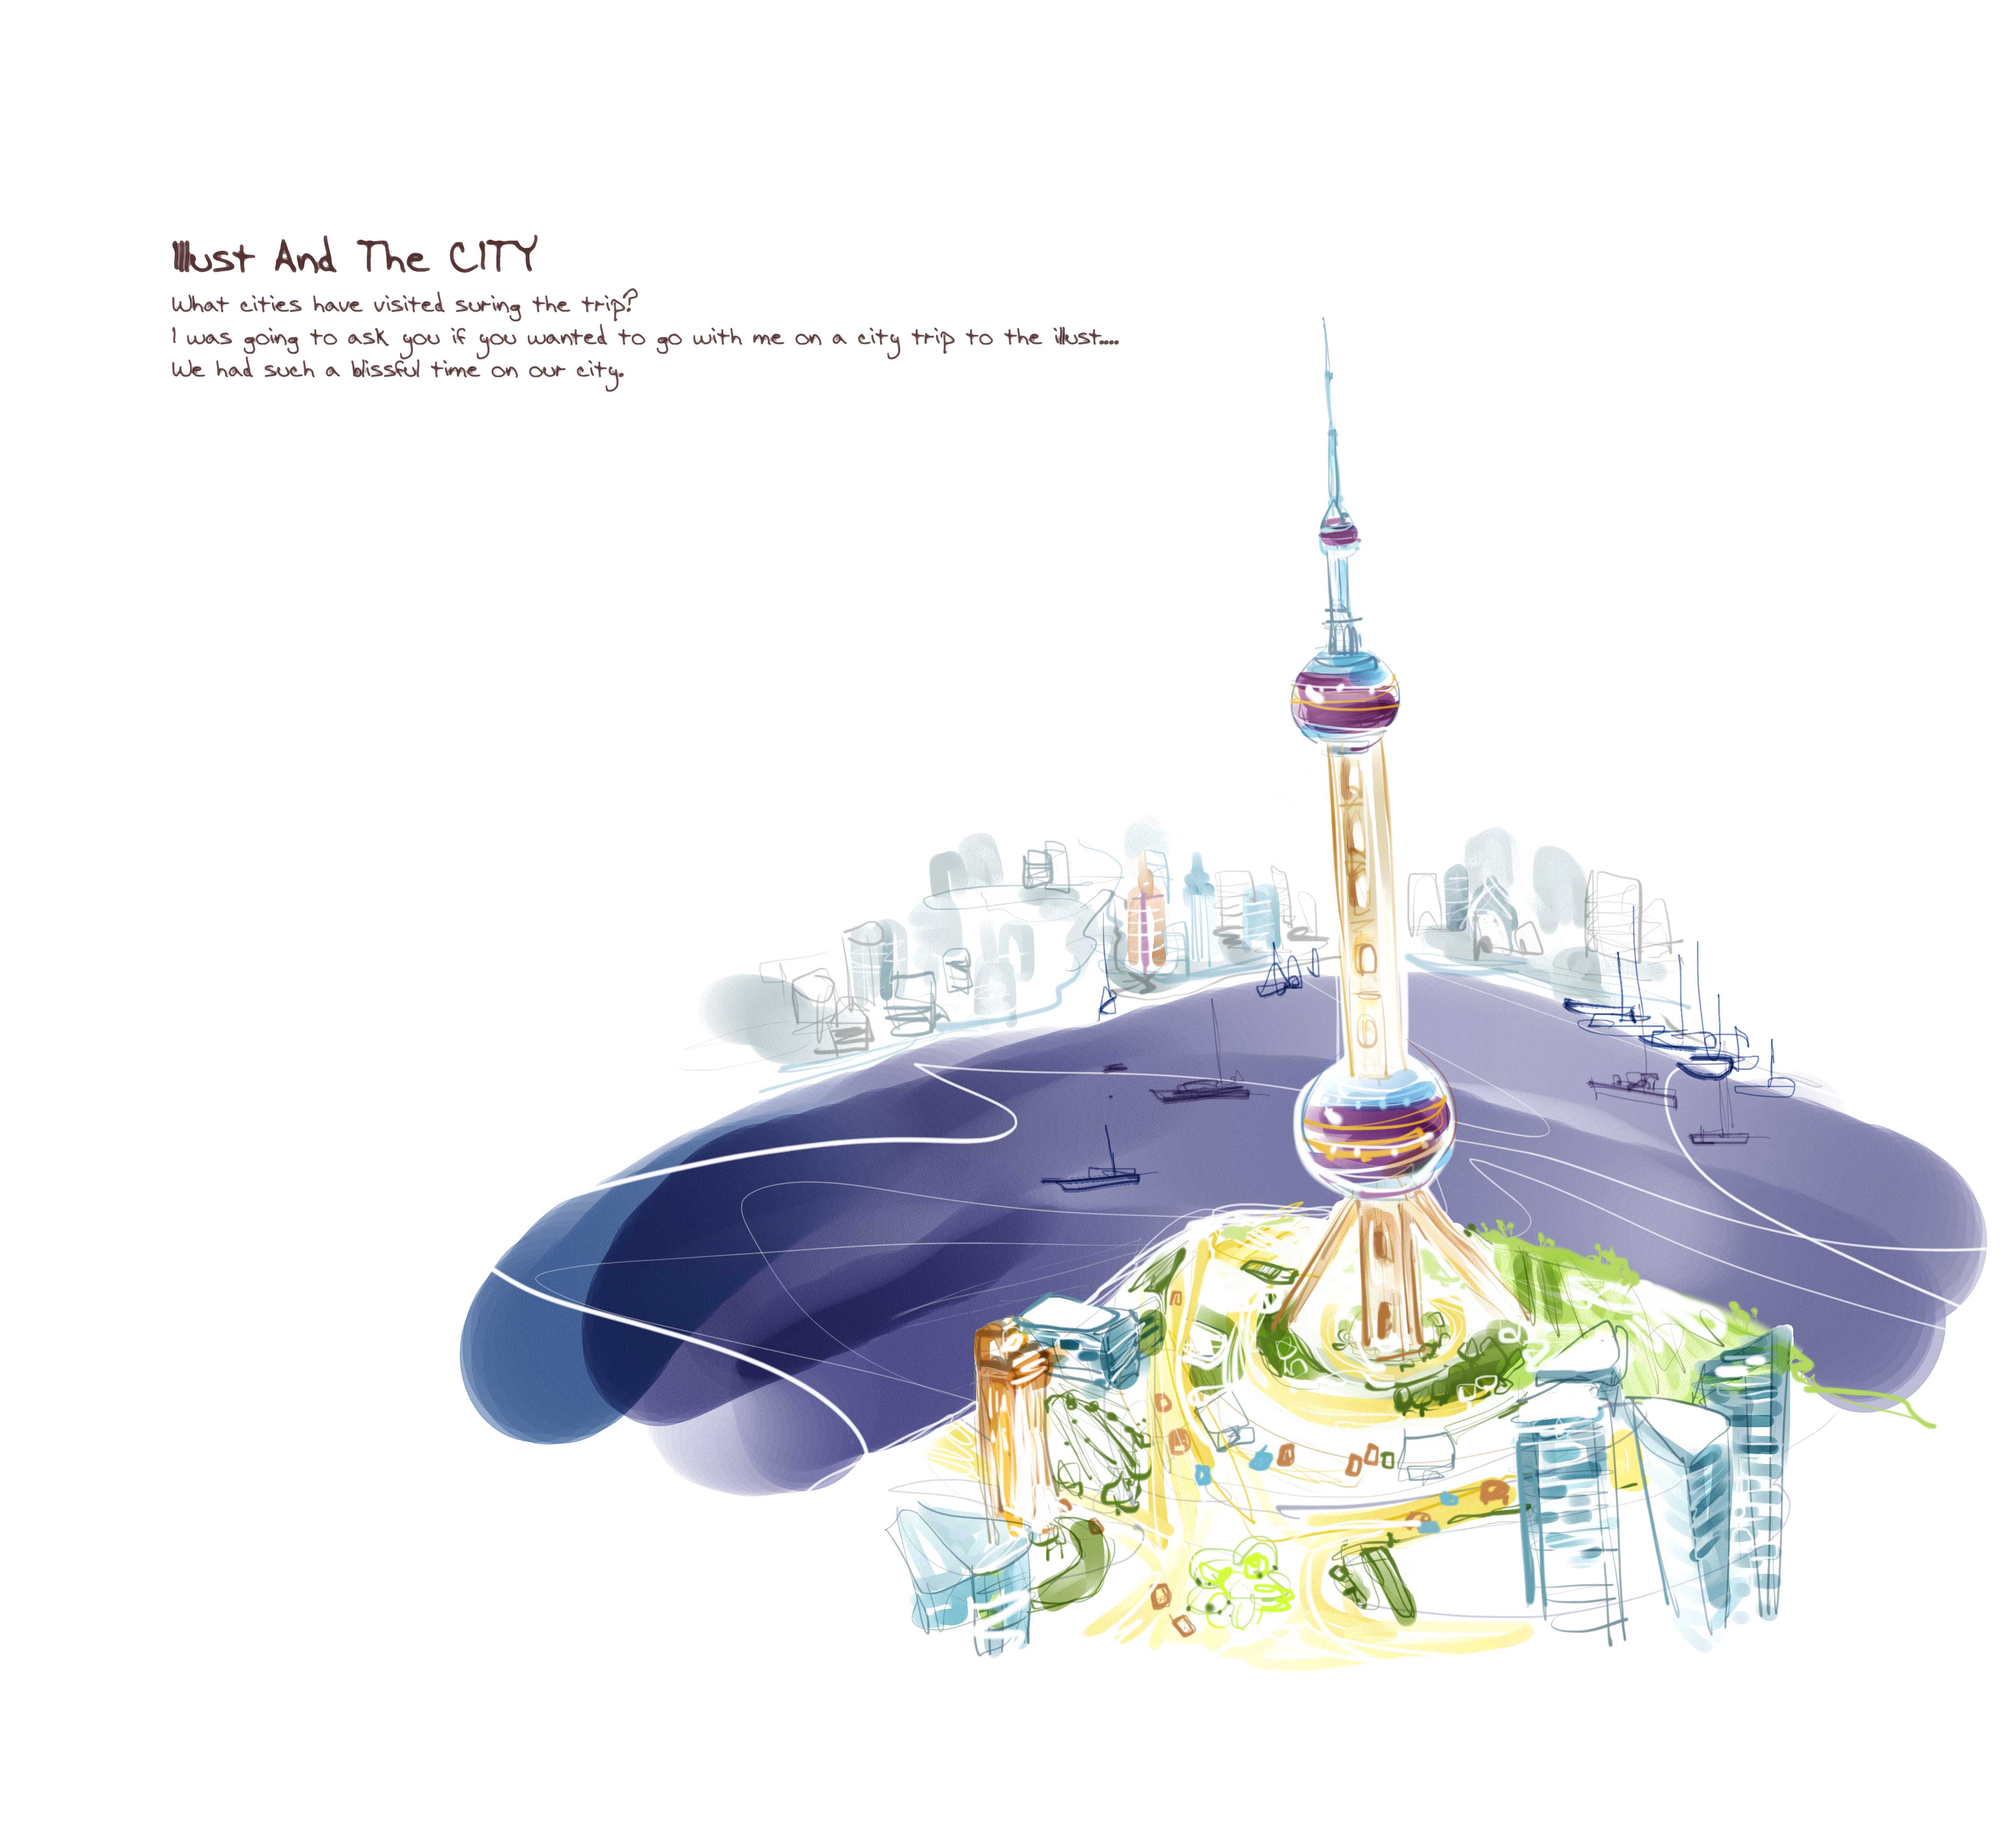 Illust And The CITY
What cities have visited suring the trip?
I was going to ask you if you wanted to go with me on a city trip to the illust....
We had such a blissful time on our city.